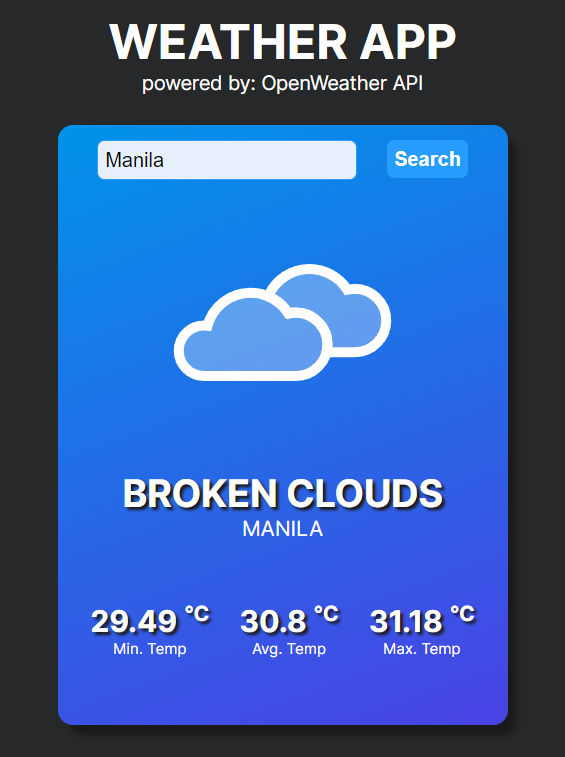 WEATHER APP
powered by: OpenWeather API
Manila Search
BROKEN CLOUDS
MANILA
29.49 °C 30.8 °C 31.18 °C
Min. Temp Avg. Temp Max. Temp